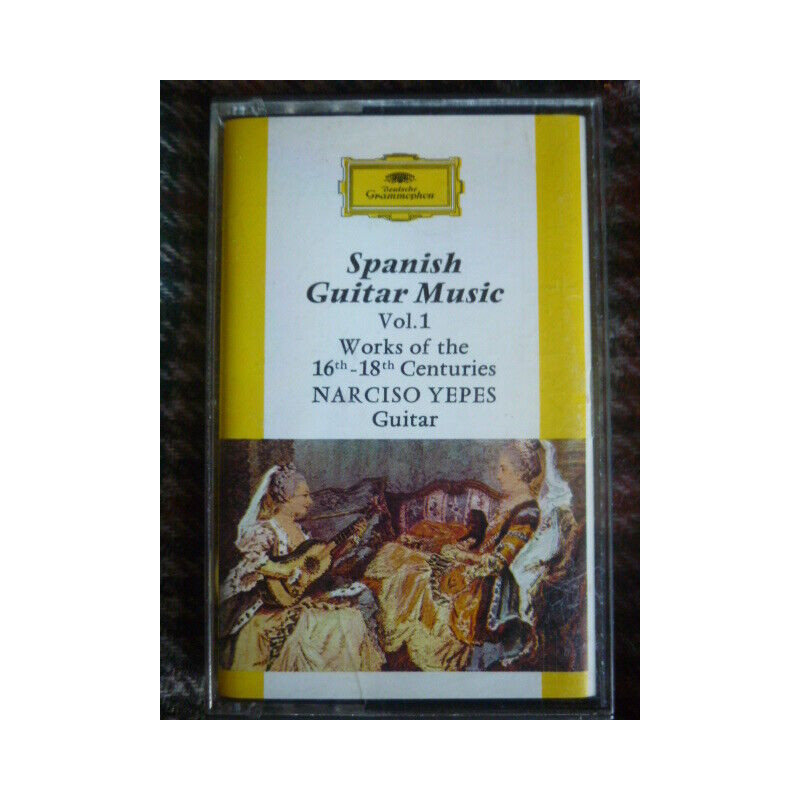 Deutsche
Grammophon
Spanish
Guitar Music
Vol.1
Works of the
16th-18th Centuries
NARCISO YEPES
Guitar